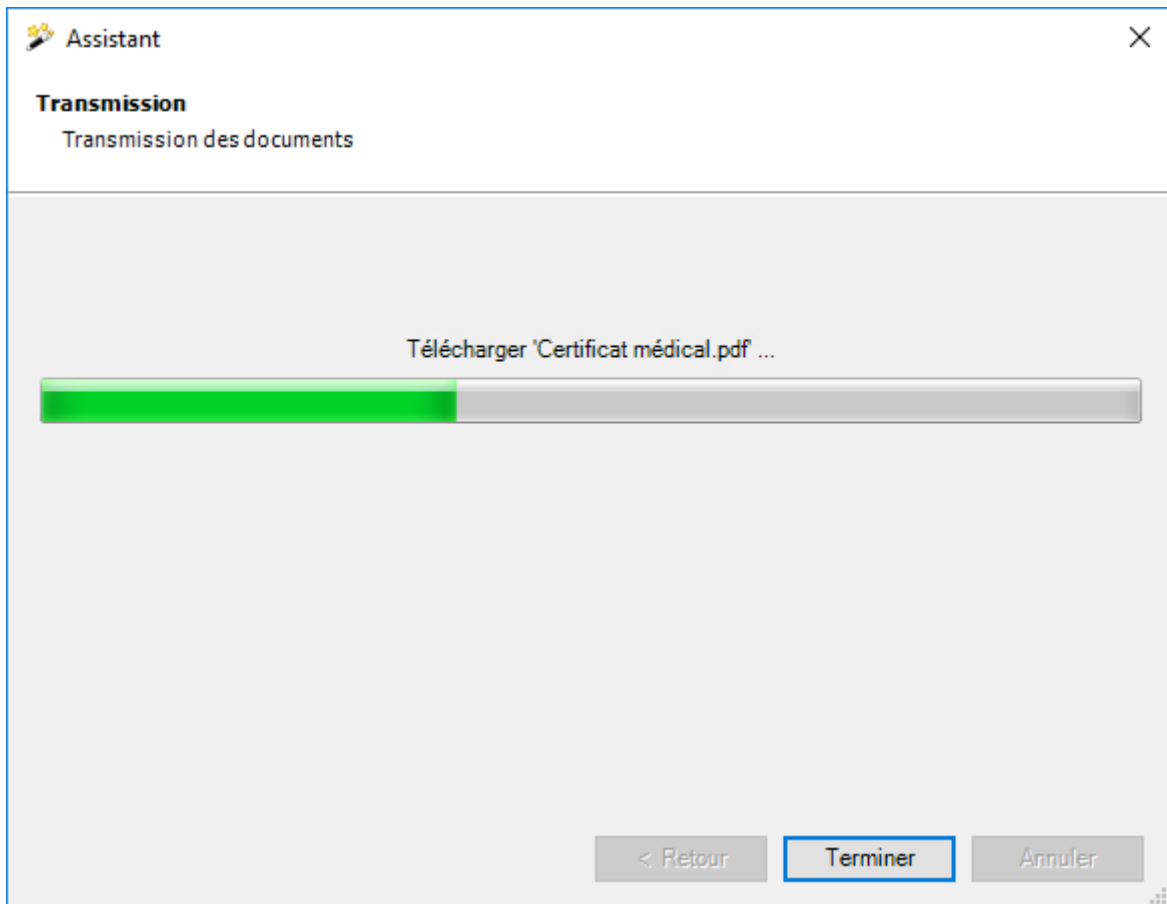 Assistant
Transmission
Transmission des documents
Télécharger 'Certificat médical.pdf' ...
< Retour
Terminer
Annuler